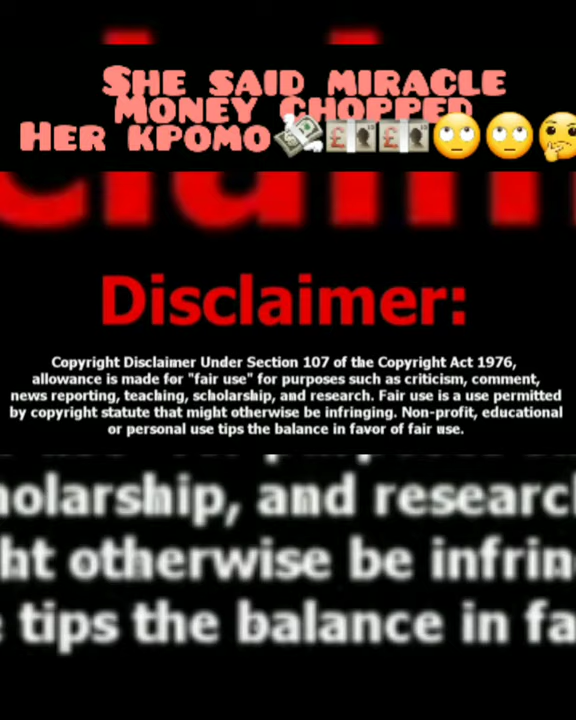 SHE SAID MIRACLE
MONEY CHOPPED
HER KPOMO💸💷💷🙄🙄🤔
Disclaimer:
Copyright Disclaimer Under Section 107 of the Copyright Act 1976,
allowance is made for "fair use" for purposes such as criticism, comment,
news reporting, teaching, scholarship, and research. Fair use is a use permitted
by copyright statute that might otherwise be infringing. Non-profit, educational
or personal use tips the balance in favor of fair use.
holarship, and research
ht otherwise be infrin
tips the balance in fa